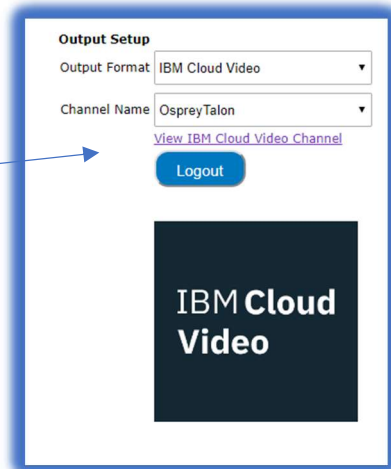 Output Setup
Output Format IBM Cloud Video
Channel Name OspreyTalon
View IBM Cloud Video Channel
Logout
IBM Cloud
Video